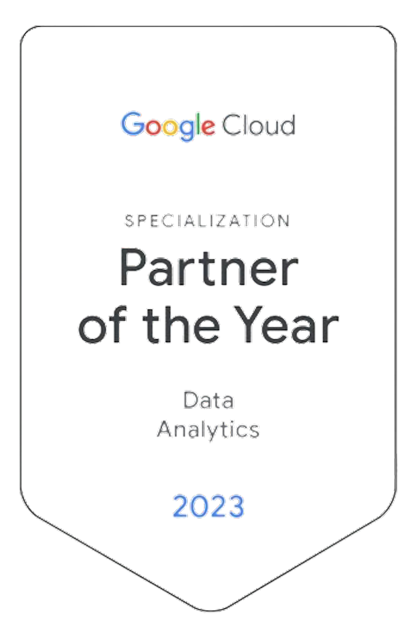 Google Cloud
SPECIALIZATION
Partner
of the Year
Data
Analytics
2023